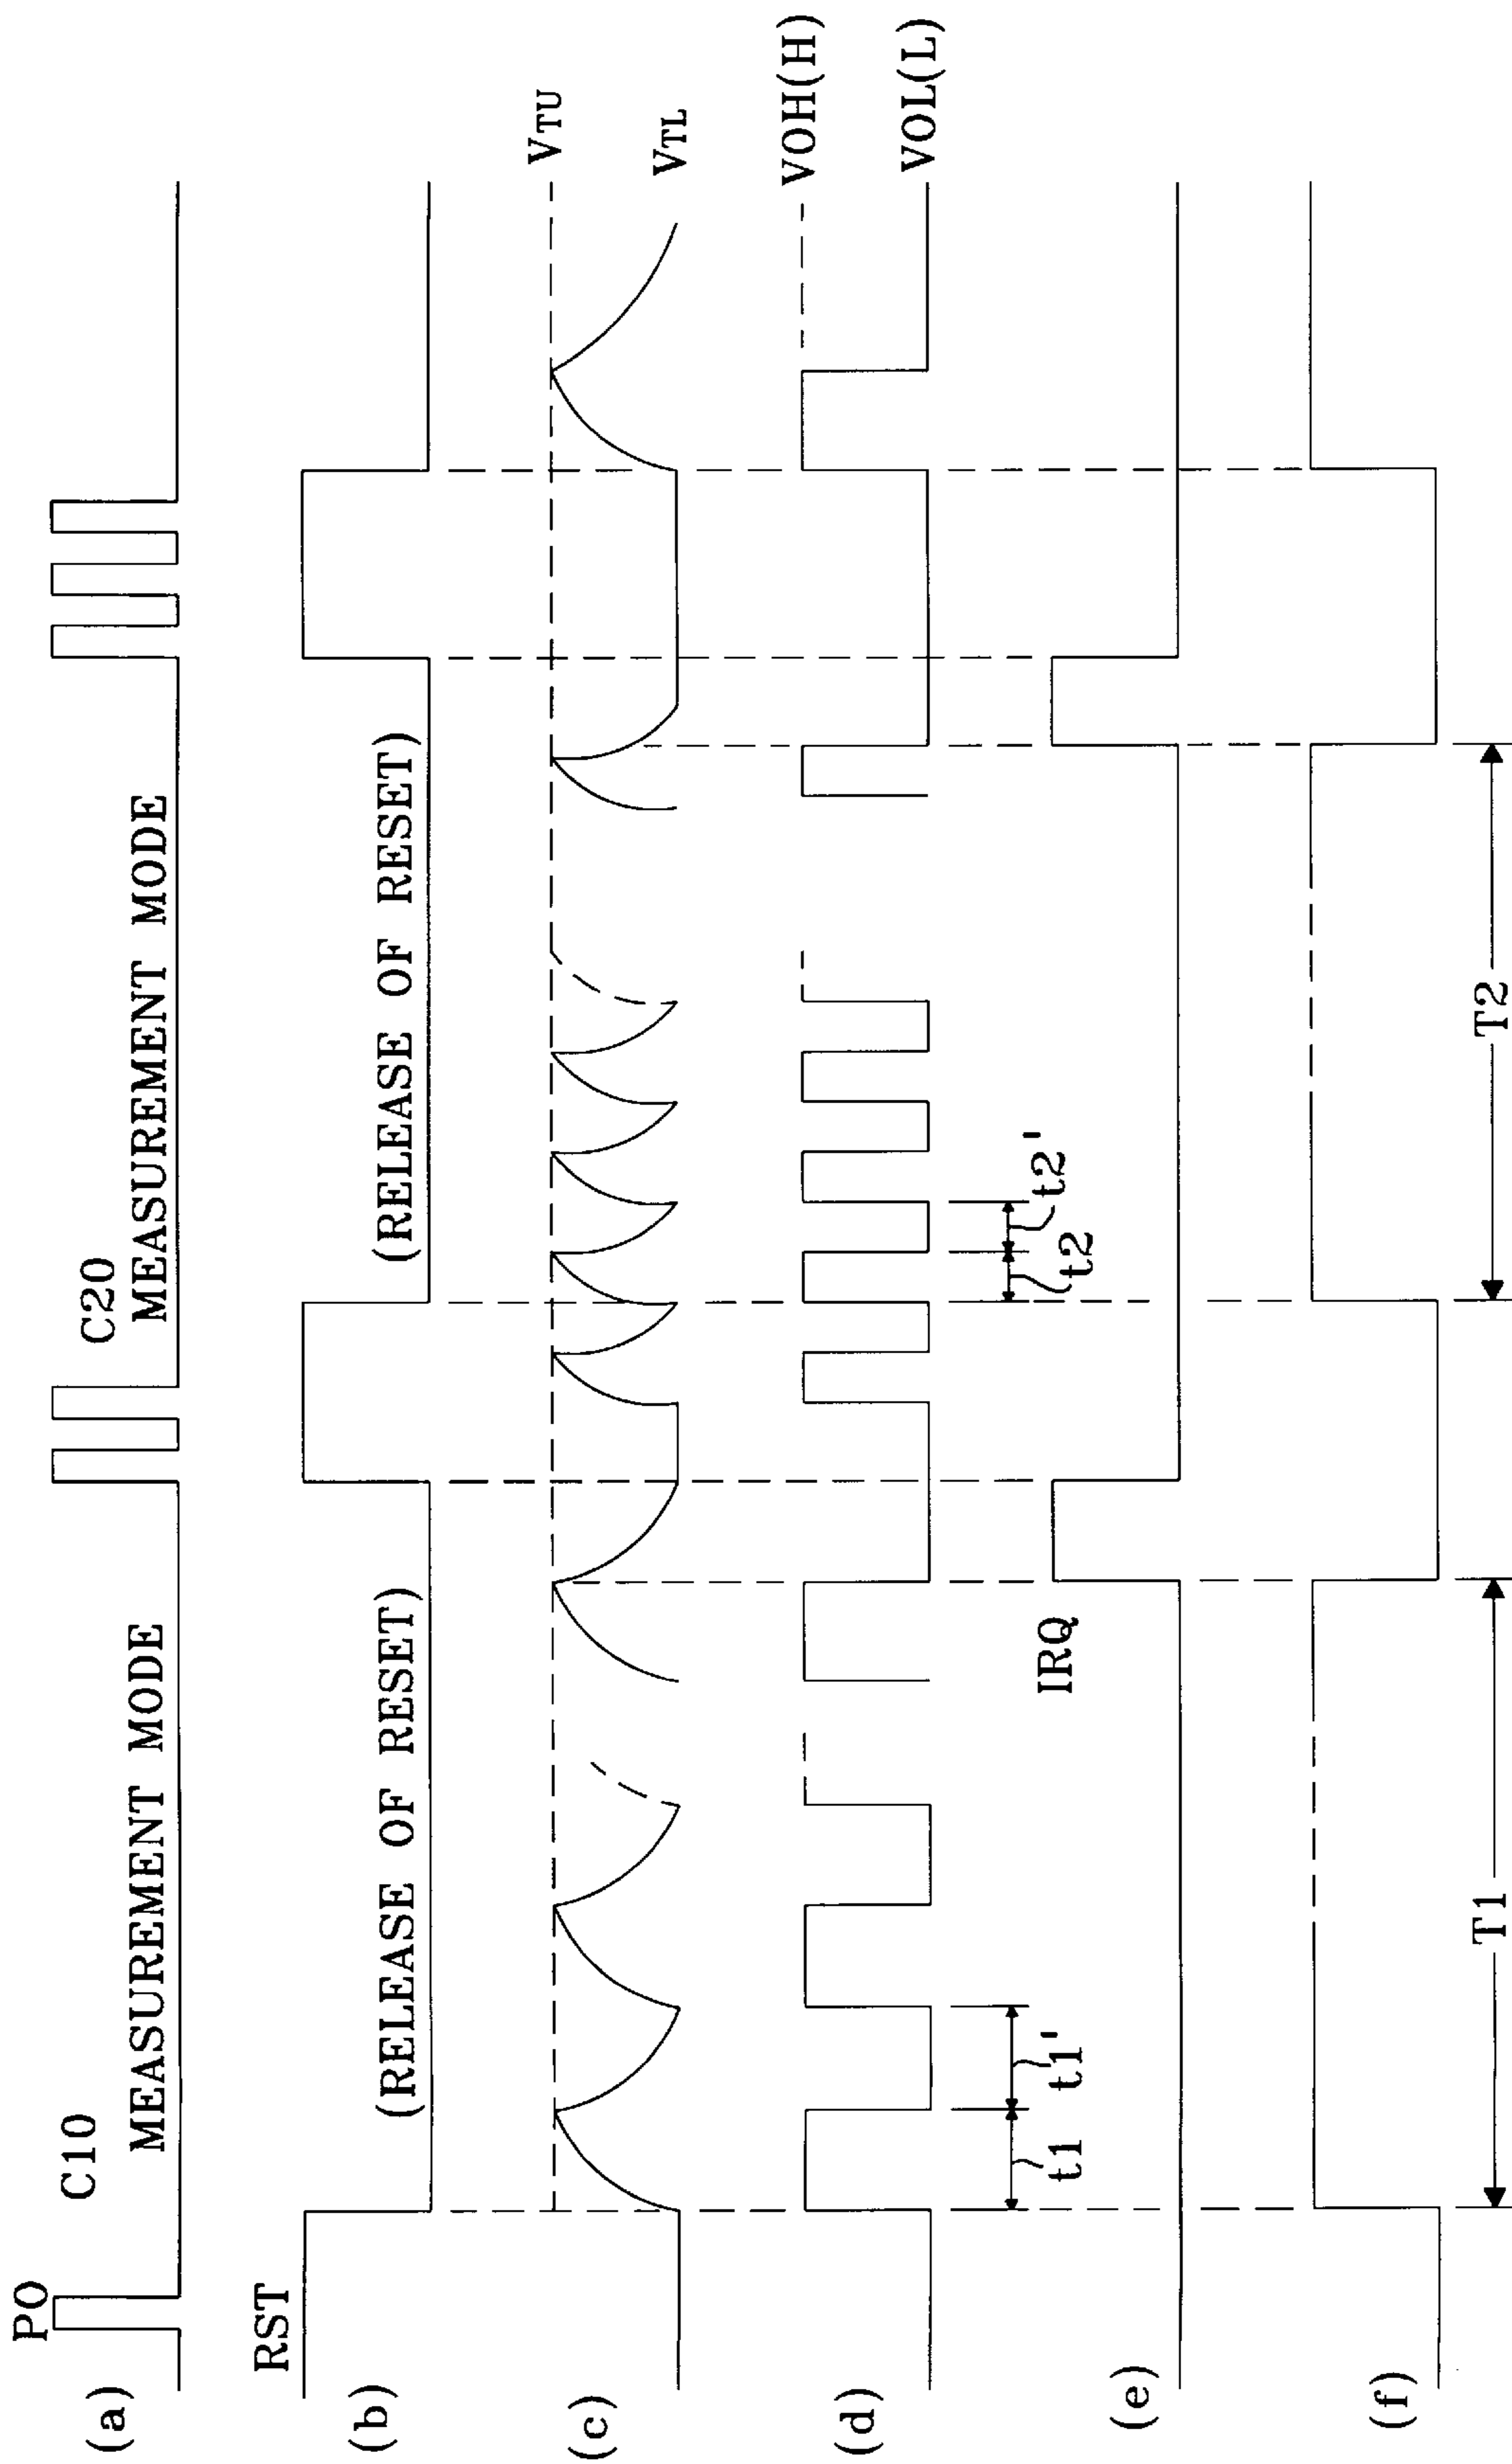 PO
(a)
C10
MEASUREMENT MODE
C20
MEASUREMENT MODE
RST
(b)
(RELEASE OF RESET)
(RELEASE OF RESET)
(c)
VTU
VTL
(d)
VOH(H)
VOL(L)
t1
t1'
t2
t2'
IRQ
(e)
(f)
T1
T2